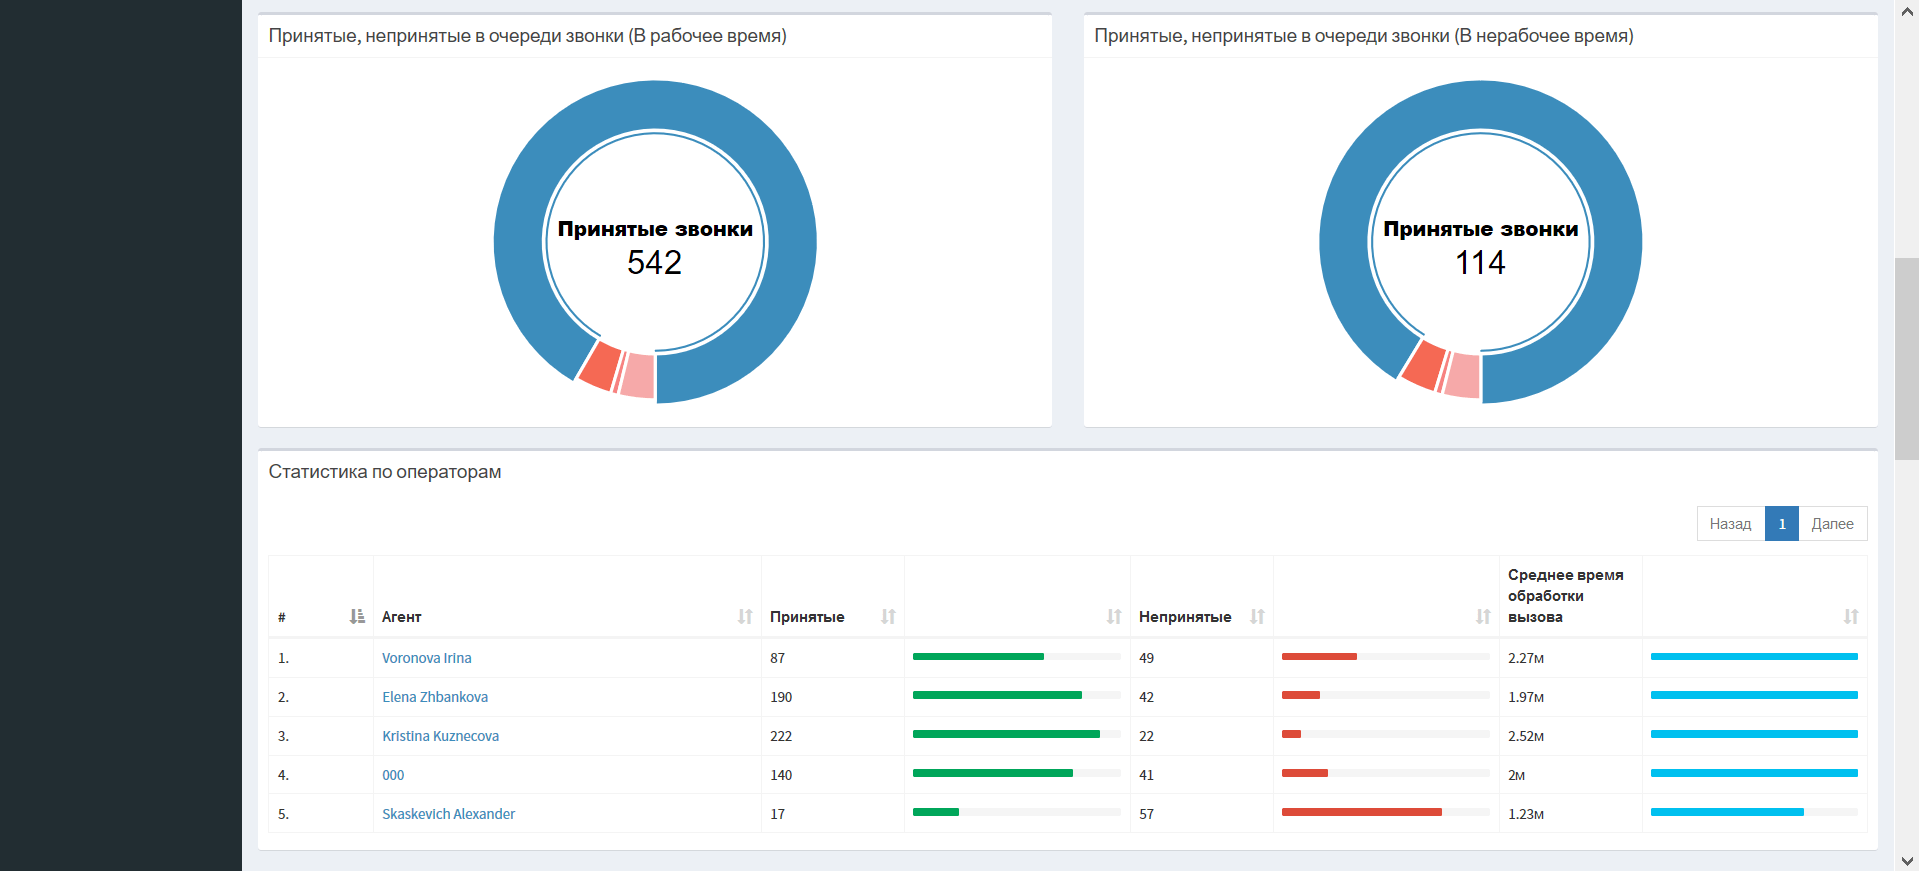 Принятые, непринятые в очереди звонки (В рабочее время)
Принятые звонки
542
Принятые, непринятые в очереди звонки (В нерабочее время)
Принятые звонки
114
Статистика по операторам
Назад 1 Далее
# Агент Принятые Непринятые Среднее время обработки вызова
1. Voronova Irina 87 49 2.27м
2. Elena Zhbankova 190 42 1.97м
3. Kristina Kuznecova 222 22 2.52м
4. 000 140 41 2м
5. Skaskevich Alexander 17 57 1.23м